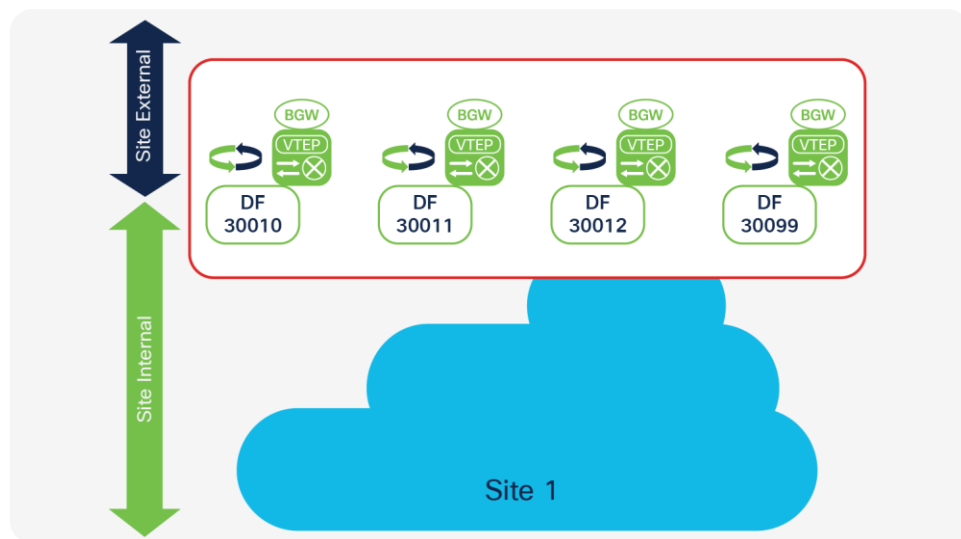 Site External
BGW
VTEP
DF
30010
BGW
VTEP
DF
30011
BGW
VTEP
DF
30012
BGW
VTEP
DF
30099
Site Internal
Site 1